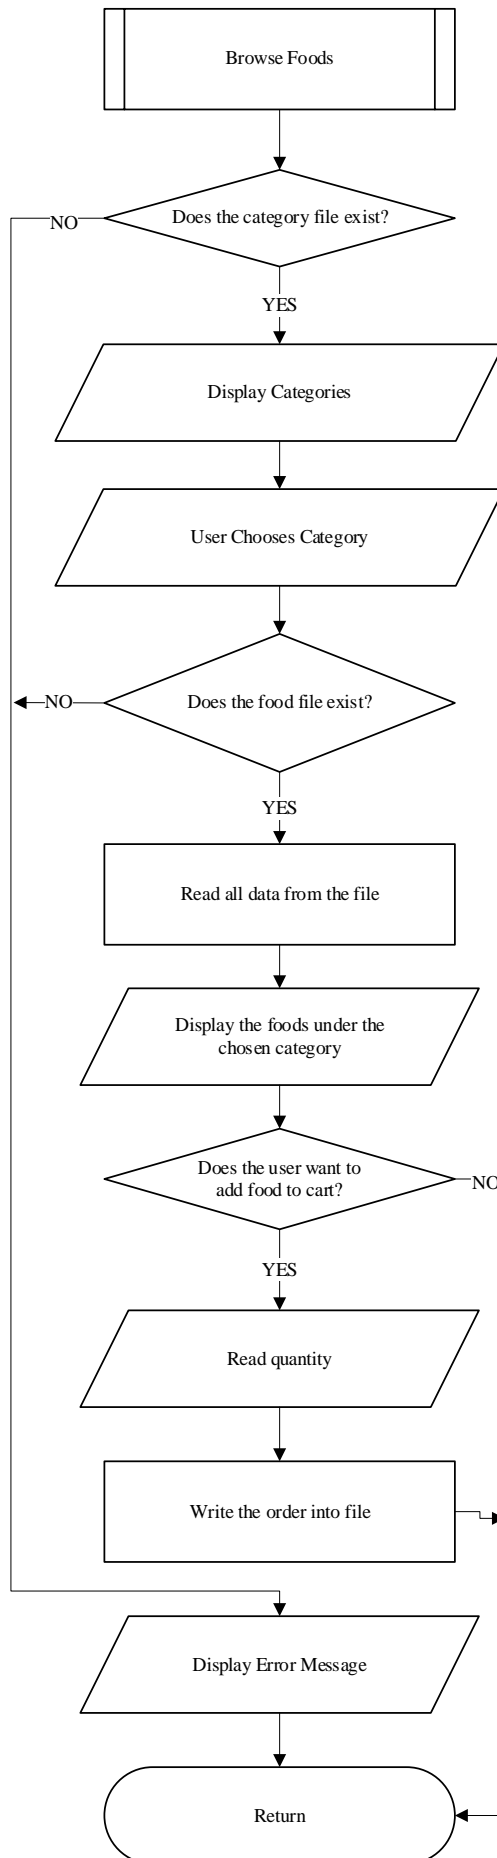 Browse Foods
Does the category file exist?
NO
YES
Display Categories
User Chooses Category
Does the food file exist?
NO
YES
Read all data from the file
Display the foods under the
chosen category
Does the user want to
add food to cart?
NO
YES
Read quantity
Write the order into file
Display Error Message
Return